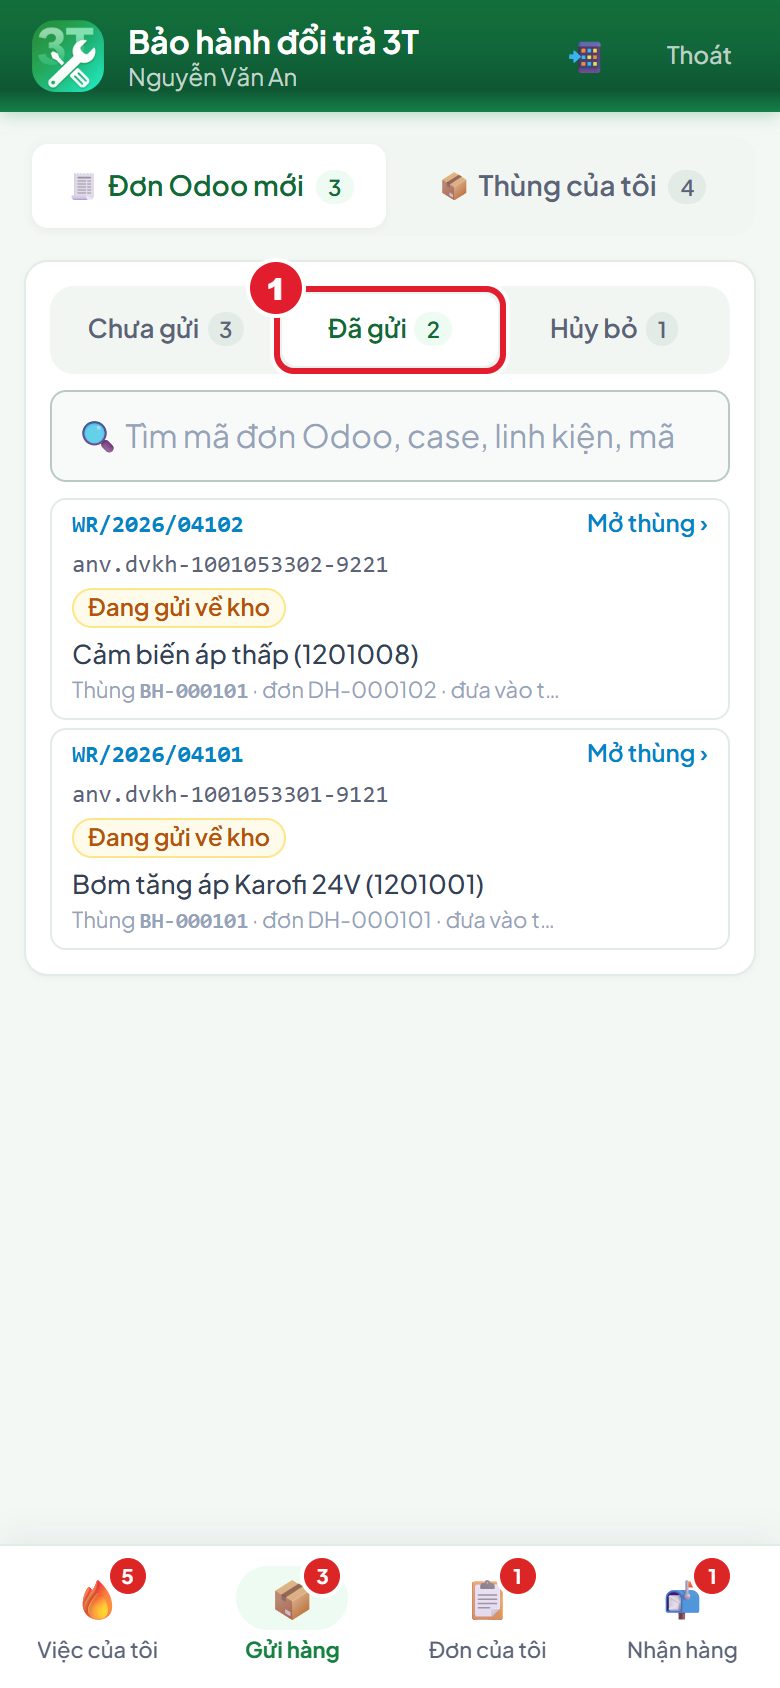 3T
Bảo hành đổi trả 3T
Nguyễn Văn An
Thoát
Đơn Odoo mới 3
Thùng của tôi 4
1
Chưa gửi 3
Đã gửi 2
Hủy bỏ 1
Tìm mã đơn Odoo, case, linh kiện, mã
WR/2026/04102
Mở thùng ›
anv.dvkh-1001053302-9221
Đang gửi về kho
Cảm biến áp thấp (1201008)
Thùng BH-000101 · đơn DH-000102 · đưa vào t...
WR/2026/04101
Mở thùng ›
anv.dvkh-1001053301-9121
Đang gửi về kho
Bơm tăng áp Karofi 24V (1201001)
Thùng BH-000101 · đơn DH-000101 · đưa vào t...
5
3
1
1
Việc của tôi
Gửi hàng
Đơn của tôi
Nhận hàng